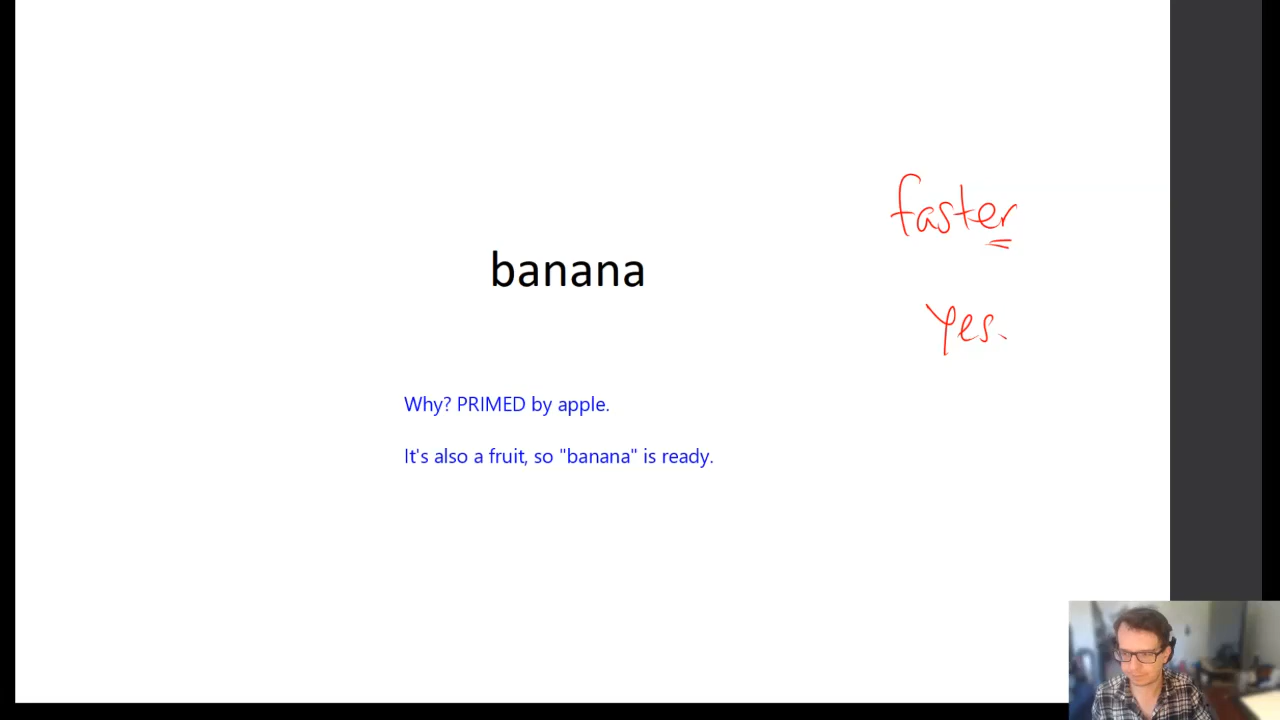 faster
banana
yes.
Why? PRIMED by apple.
It's also a fruit, so "banana" is ready.